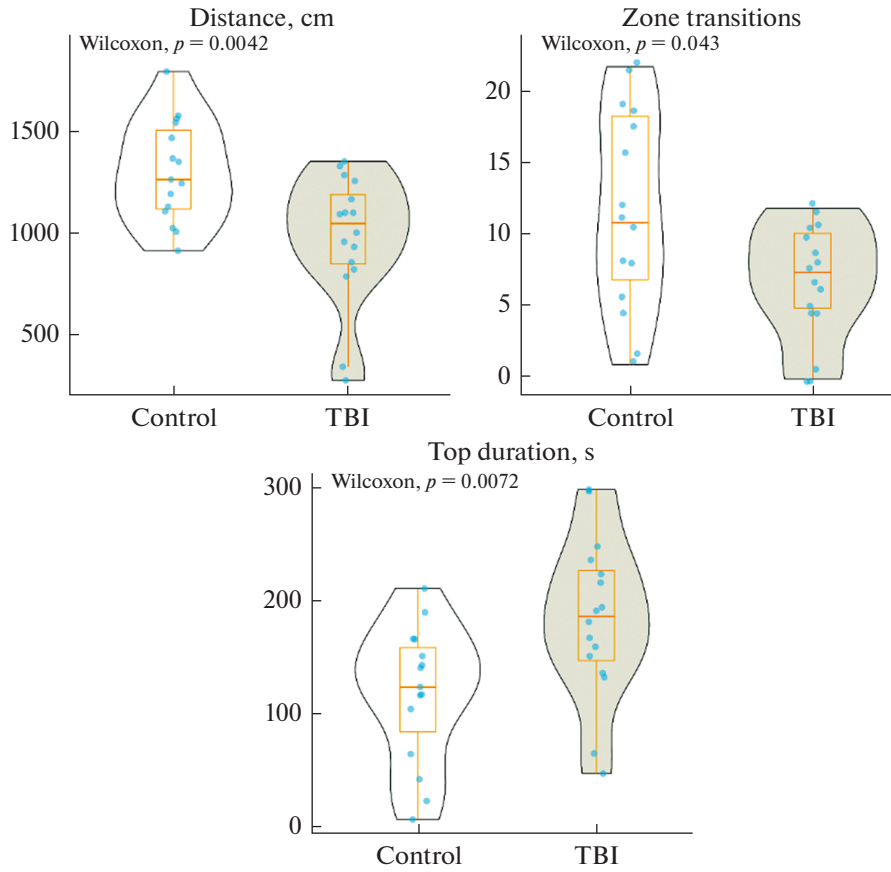 Distance, cm
Wilcoxon, p = 0.0042
1500
1000
500
Control
TBI
Zone transitions
Wilcoxon, p = 0.043
20
15
10
5
0
Control
TBI
Top duration, s
Wilcoxon, p = 0.0072
300
200
100
0
Control
TBI